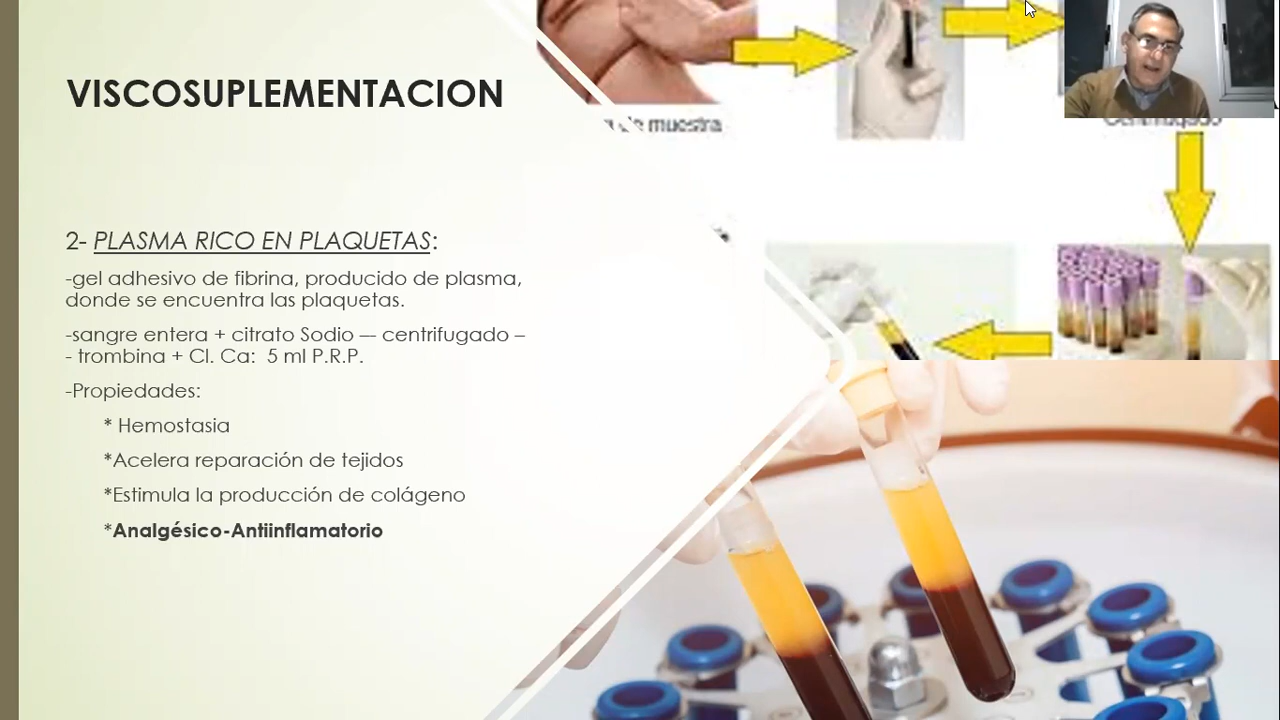 VISCOSUPLEMENTACION
de muestra
2- PLASMA RICO EN PLAQUETAS:
-gel adhesivo de fibrina, producido de plasma,
donde se encuentra las plaquetas.
-sangre entera + citrato Sodio –- centrifugado –
- trombina + Cl. Ca:  5 ml P.R.P.
-Propiedades:
* Hemostasia
*Acelera reparación de tejidos
*Estimula la producción de colágeno
*Analgésico-Antiinflamatorio